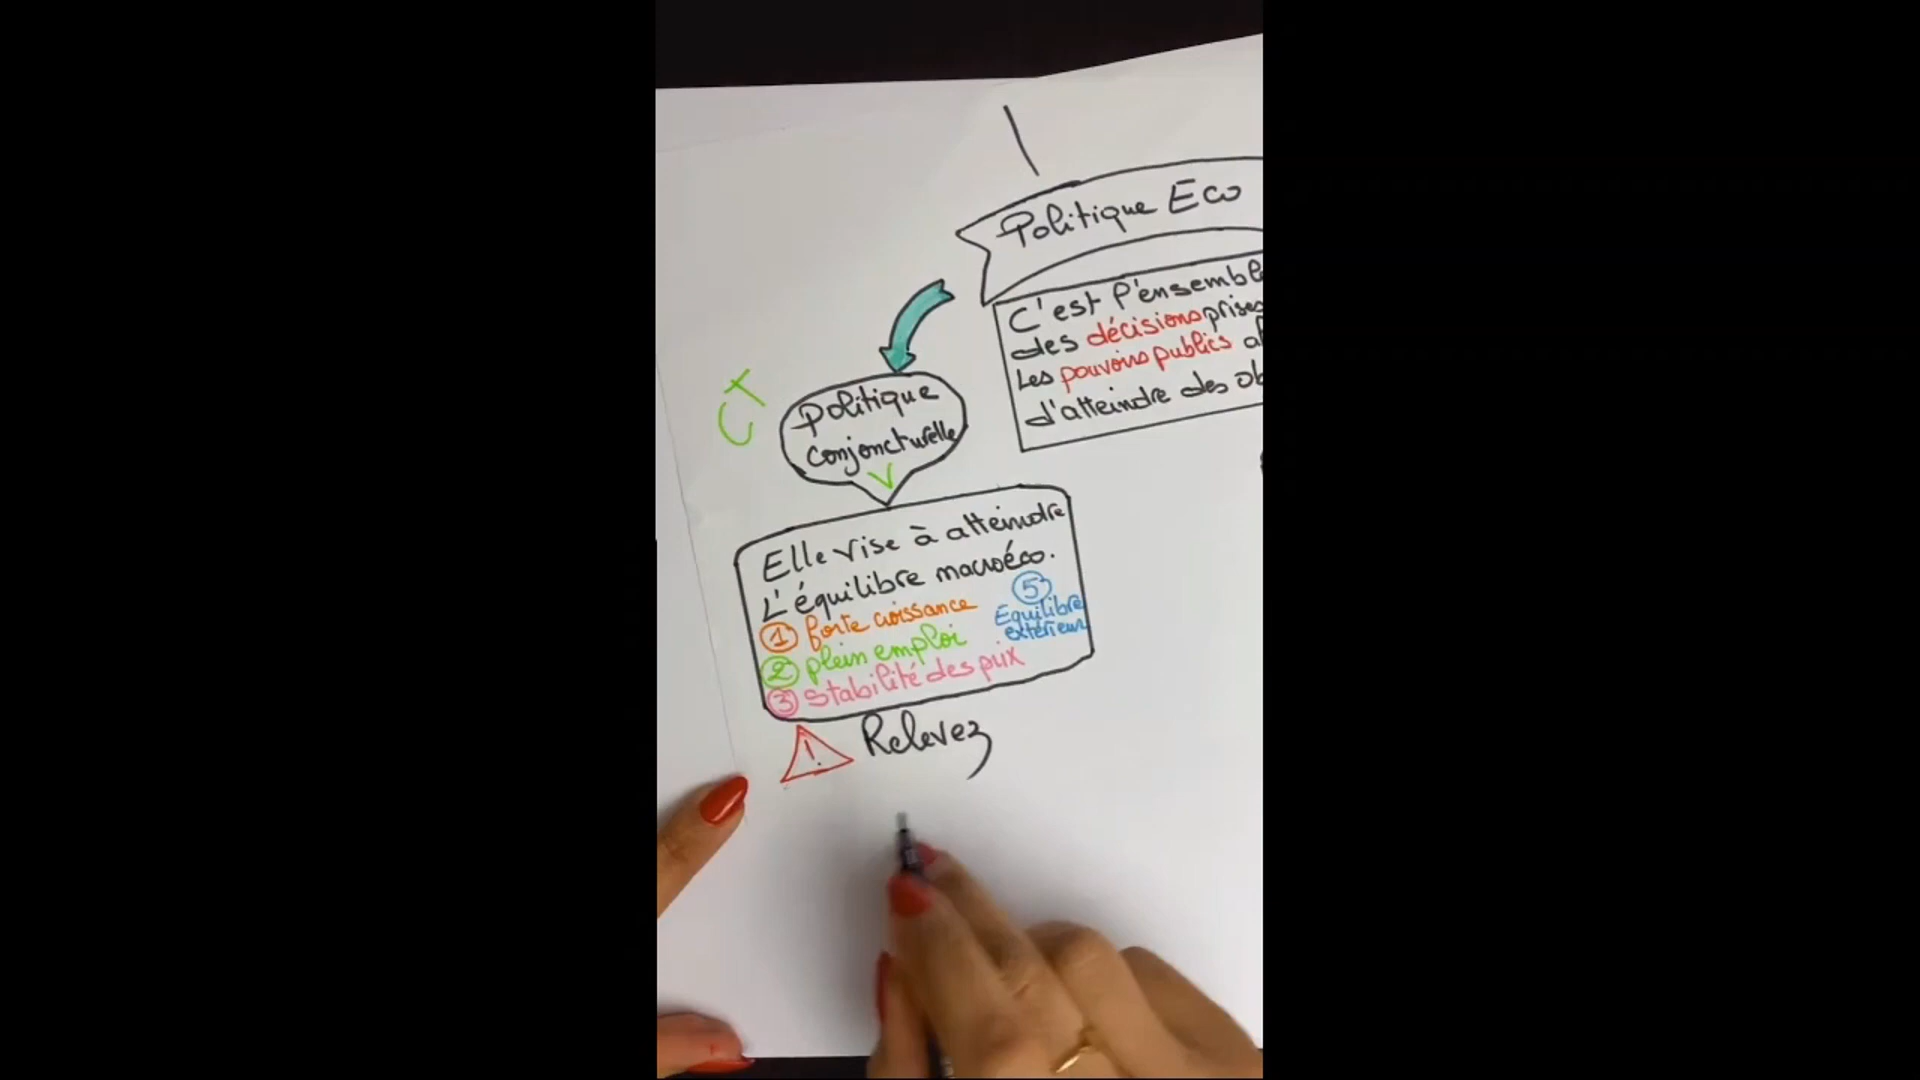 Politique Eco
C'est l'ensemble
des décisions prises
Les pouvoirs publics
d'atteindre des
CT
Politique
conjoncturelle
Elle vise à atteindre
L'équilibre macroéco.
① forte croissance
② plein emploi
③ stabilité des prix
⑤
Equilibre
extérieur
! Relevez